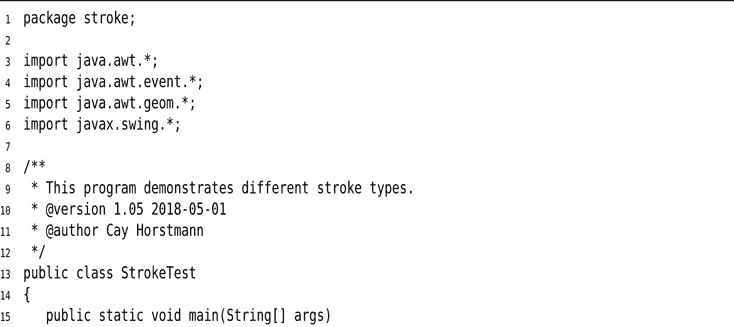 1 package stroke;
2
3 import java.awt.*;
4 import java.awt.event.*;
5 import java.awt.geom.*;
6 import javax.swing.*;
7
8 /**
9  * This program demonstrates different stroke types.
10  * @version 1.05 2018-05-01
11  * @author Cay Horstmann
12  */
13 public class StrokeTest
14 {
15    public static void main(String[] args)